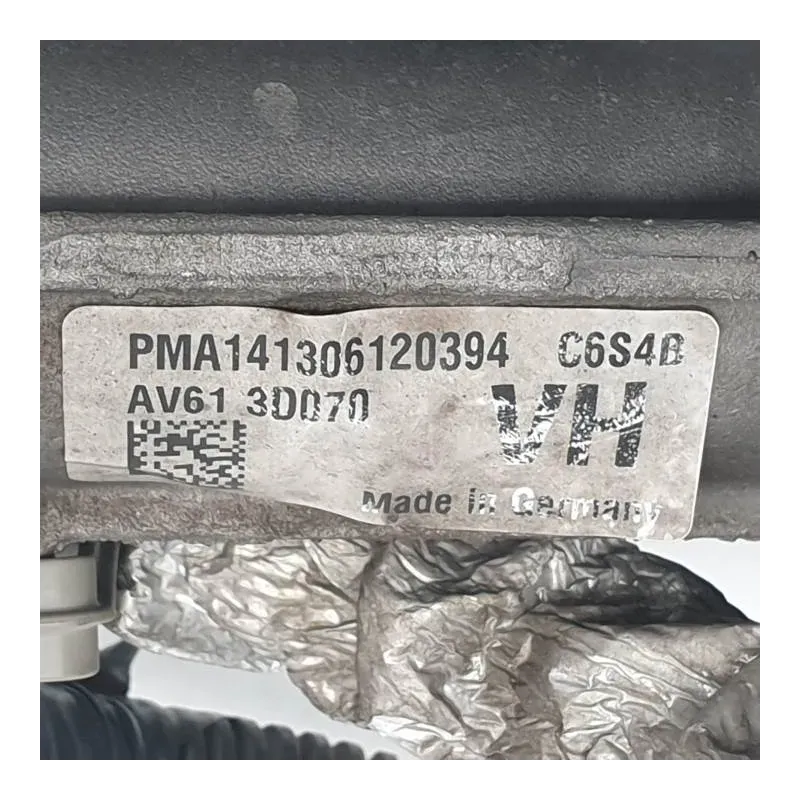 PMA141306120394 C6S4B
AV61 3D070
VH
Made in Germany